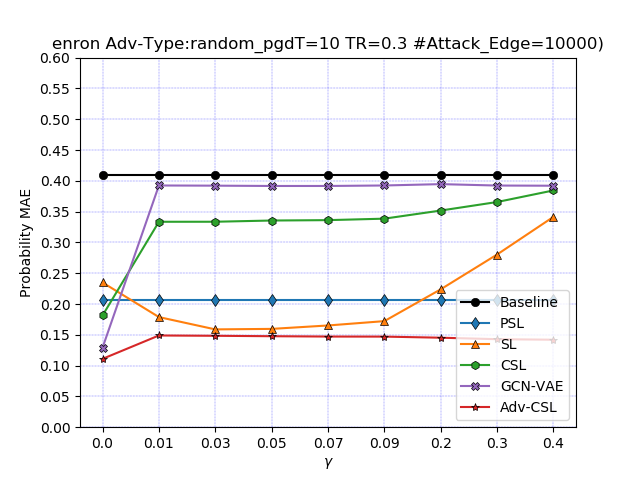 enron Adv-Type:random_pgdT=10 TR=0.3 #Attack_Edge=10000)
0.60
0.55
0.50
0.45
0.40
0.35
0.30
0.25
0.20
0.15
0.10
0.05
0.00
Probability MAE
Baseline
PSL
SL
CSL
GCN-VAE
Adv-CSL
0.0 0.01 0.03 0.05 0.07 0.09 0.2 0.3 0.4
γ